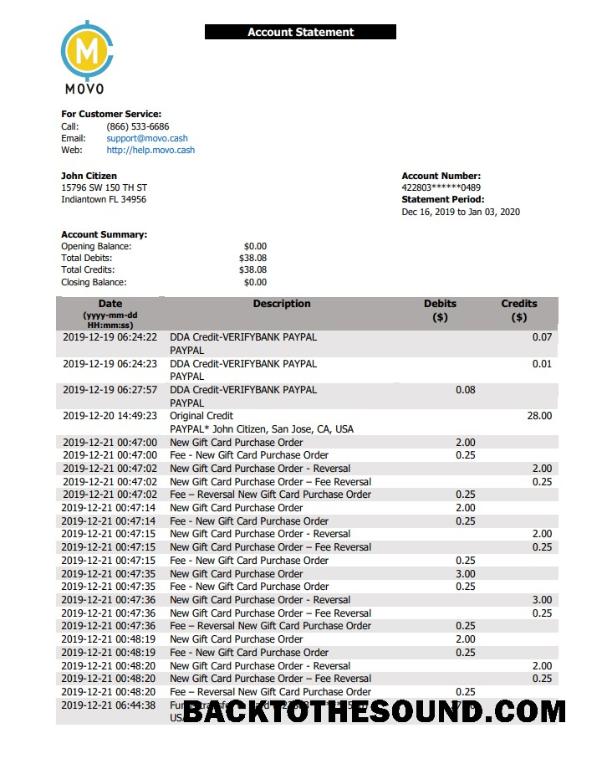 Account Statement
M
MOVO
For Customer Service:
Call: (866) 533-6686
Email: support@movo.cash
Web: http://help.movo.cash
John Citizen
15796 SW 150 TH ST
Indiantown FL 34956
Account Number:
422803******0489
Statement Period:
Dec 16, 2019 to Jan 03, 2020
Account Summary:
Opening Balance: $0.00
Total Debits: $38.08
Total Credits: $38.08
Closing Balance: $0.00
Date (yyyy-mm-dd HH:mm:ss) Description Debits ($) Credits ($)
2019-12-19 06:24:22 DDA Credit-VERIFYBANK PAYPAL 0.07
PAYPAL
2019-12-19 06:24:23 DDA Credit-VERIFYBANK PAYPAL 0.01
PAYPAL
2019-12-19 06:27:57 DDA Credit-VERIFYBANK PAYPAL 0.08
PAYPAL
2019-12-20 14:49:23 Original Credit 28.00
PAYPAL* John Citizen, San Jose, CA, USA
2019-12-21 00:47:00 New Gift Card Purchase Order 2.00
2019-12-21 00:47:00 Fee - New Gift Card Purchase Order 0.25
2019-12-21 00:47:02 New Gift Card Purchase Order - Reversal 2.00
2019-12-21 00:47:02 New Gift Card Purchase Order – Fee Reversal 0.25
2019-12-21 00:47:02 Fee – Reversal New Gift Card Purchase Order 0.25
2019-12-21 00:47:14 New Gift Card Purchase Order 2.00
2019-12-21 00:47:14 Fee - New Gift Card Purchase Order 0.25
2019-12-21 00:47:15 New Gift Card Purchase Order - Reversal 2.00
2019-12-21 00:47:15 New Gift Card Purchase Order – Fee Reversal 0.25
2019-12-21 00:47:15 Fee - New Gift Card Purchase Order 0.25
2019-12-21 00:47:35 New Gift Card Purchase Order 3.00
2019-12-21 00:47:35 Fee - New Gift Card Purchase Order 0.25
2019-12-21 00:47:36 New Gift Card Purchase Order - Reversal 3.00
2019-12-21 00:47:36 New Gift Card Purchase Order – Fee Reversal 0.25
2019-12-21 00:47:36 Fee – Reversal New Gift Card Purchase Order 0.25
2019-12-21 00:48:19 New Gift Card Purchase Order 2.00
2019-12-21 00:48:19 Fee - New Gift Card Purchase Order 0.25
2019-12-21 00:48:20 New Gift Card Purchase Order - Reversal 2.00
2019-12-21 00:48:20 New Gift Card Purchase Order – Fee Reversal 0.25
2019-12-21 00:48:20 Fee – Reversal New Gift Card Purchase Order 0.25
2019-12-21 06:44:38
BACKTOTHESOUND.COM